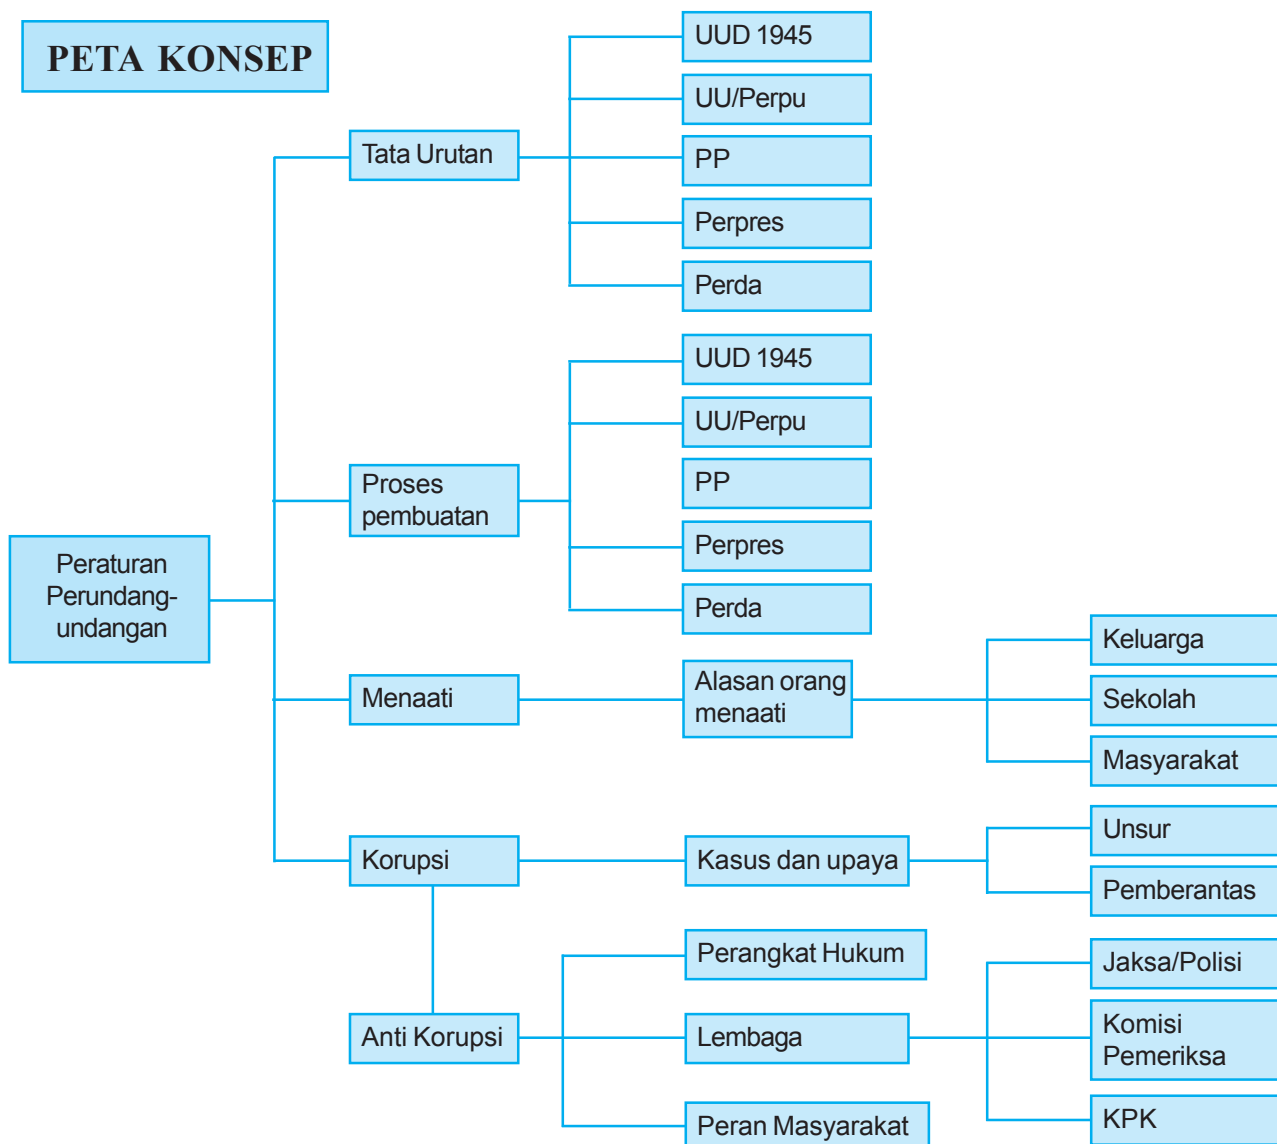 PETA KONSEP
Peraturan
Perundang-
undangan
Tata Urutan
UUD 1945
UU/Perpu
PP
Perpres
Perda
Proses
pembuatan
UUD 1945
UU/Perpu
PP
Perpres
Perda
Menaati
Alasan orang
menaati
Keluarga
Sekolah
Masyarakat
Korupsi
Kasus dan upaya
Unsur
Pemberantas
Anti Korupsi
Perangkat Hukum
Lembaga
Jaksa/Polisi
Komisi
Pemeriksa
KPK
Peran Masyarakat